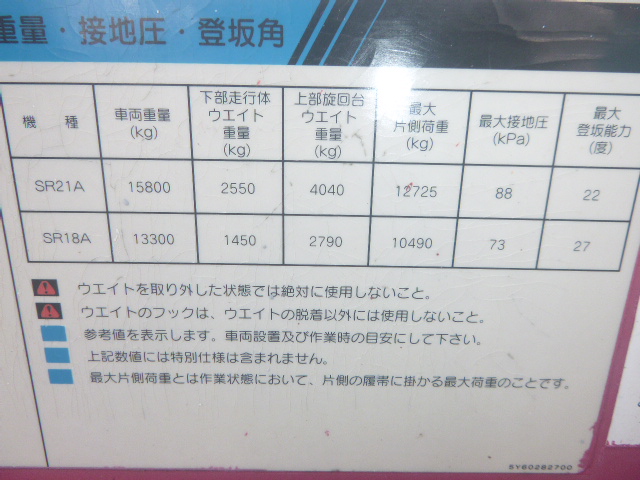 重量・接地圧・登坂角
機 種 車両重量 (kg) 下部走行体 ウエイト 重量 (kg) 上部旋回台 ウエイト 重量 (kg) 最大 片側荷重 (kg) 最大接地圧 (kPa) 最大 登坂能力 (度)
SR21A 15800 2550 4040 12725 88 22
SR18A 13300 1450 2790 10490 73 27
ウエイトを取り外した状態では絶対に使用しないこと。
ウエイトのフックは、ウエイトの脱着以外には使用しないこと。
参考値を表示します。車両設置及び作業時の目安にして下さい。
上記数値には特別仕様は含まれません。
最大片側荷重とは作業状態において、片側の履帯に掛かる最大荷重のことです。
SY60262700